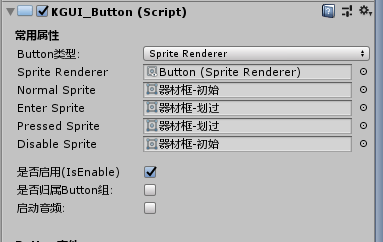 KGUI_Button (Script)
常用属性
Button类型: Sprite Renderer
Sprite Renderer Button (Sprite Renderer)
Normal Sprite 器材框-初始
Enter Sprite 器材框-划过
Pressed Sprite 器材框-划过
Disable Sprite 器材框-初始
是否启用(IsEnable)
是否归属Button组:
启动音频: